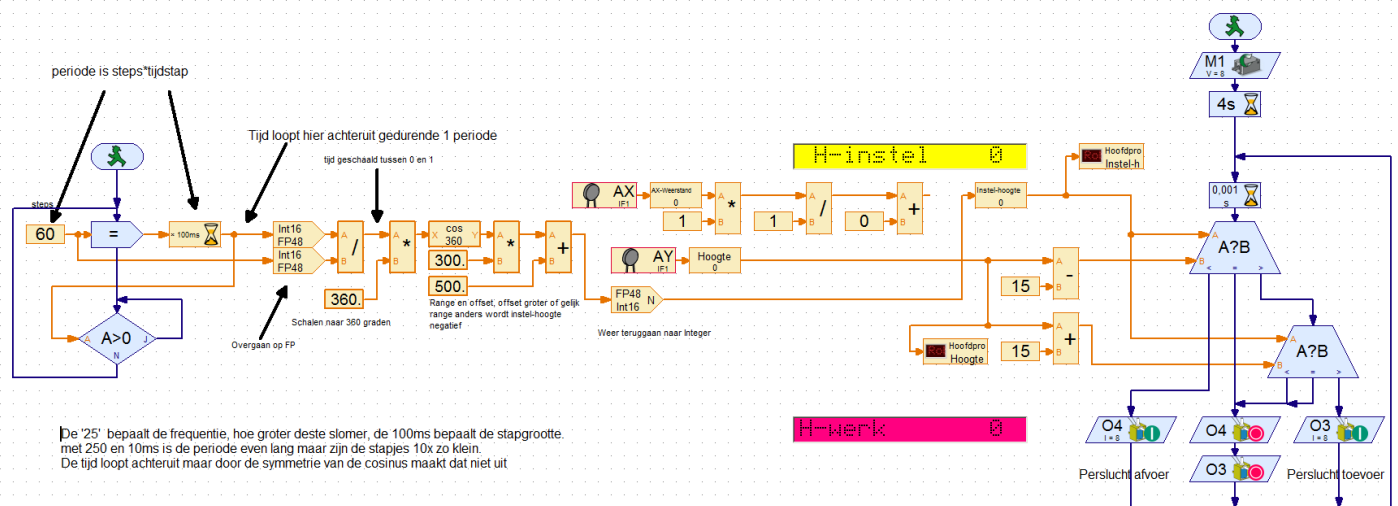 periode is steps*tijdstap
Tijd loopt hier achteruit gedurende 1 periode
tijd geschaald tussen 0 en 1
steps
60
=
× 100ms
Int16
FP48
Int16
FP48
A
B
/
A
B
*
X cos Y
360
300.
500.
A
B
*
A
B
+
360.
Schalen naar 360 graden
Overgaan op FP
A
A>0
J
N
Range en offset, offset groter of gelijk
range anders wordt instel-hoogte
negatief
H-instel 0
AX
IF1
AX-Weerstand
0
1
A
B
*
1
A
B
/
0
A
B
+
Instel-hoogte
0
Hoofdpro
Instel-h
AY
IF1
Hoogte
0
FP48
Int16
N
Weer teruggaan naar Integer
15
A
B
-
15
A
B
+
Hoofdpro
Hoogte
H-werk 0
M1
V = 8
4s
0,001
s
A
B
A?B
< = >
A
B
A?B
< = >
O4
I = 8
O4
O3
I = 8
O3
Perslucht afvoer
Perslucht toevoer
De '25' bepaalt de frequentie, hoe groter deste slomer, de 100ms bepaalt de stapgrootte.
met 250 en 10ms is de periode even lang maar zijn de stapjes 10x zo klein.
De tijd loopt achteruit maar door de symmetrie van de cosinus maakt dat niet uit